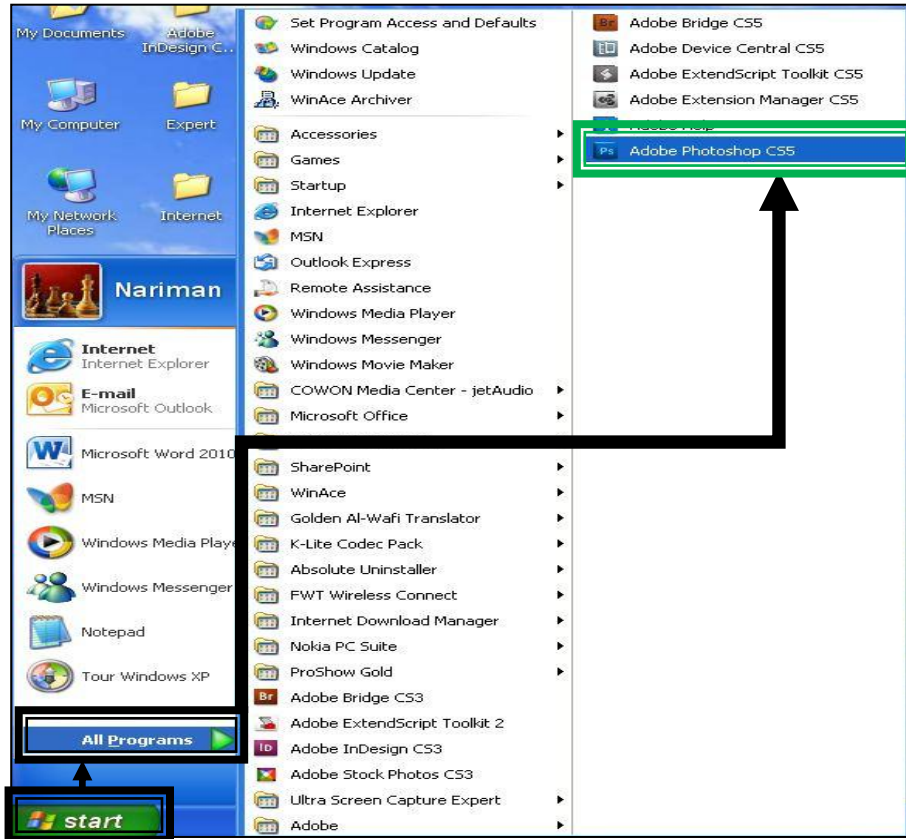 My Documents
Adobe
InDesign C...
My Computer
Expert
My Network
Places
Internet
Nariman
Internet
Internet Explorer
E-mail
Microsoft Outlook
Microsoft Word 2010
MSN
Windows Media Playe
Windows Messenger
Notepad
Tour Windows XP
All Programs
start
Set Program Access and Defaults
Windows Catalog
Windows Update
WinAce Archiver
Accessories
Games
Startup
Internet Explorer
MSN
Outlook Express
Remote Assistance
Windows Media Player
Windows Messenger
Windows Movie Maker
COWON Media Center - jetAudio
Microsoft Office
SharePoint
WinAce
Golden Al-Wafi Translator
K-Lite Codec Pack
Absolute Uninstaller
FWT Wireless Connect
Internet Download Manager
Nokia PC Suite
ProShow Gold
Br Adobe Bridge CS3
Adobe ExtendScript Toolkit 2
ID Adobe InDesign CS3
Adobe Stock Photos CS3
Ultra Screen Capture Expert
Adobe
Br Adobe Bridge CS5
Adobe Device Central CS5
Adobe ExtendScript Toolkit CS5
Adobe Extension Manager CS5
Adobe Help
Ps Adobe Photoshop CS5